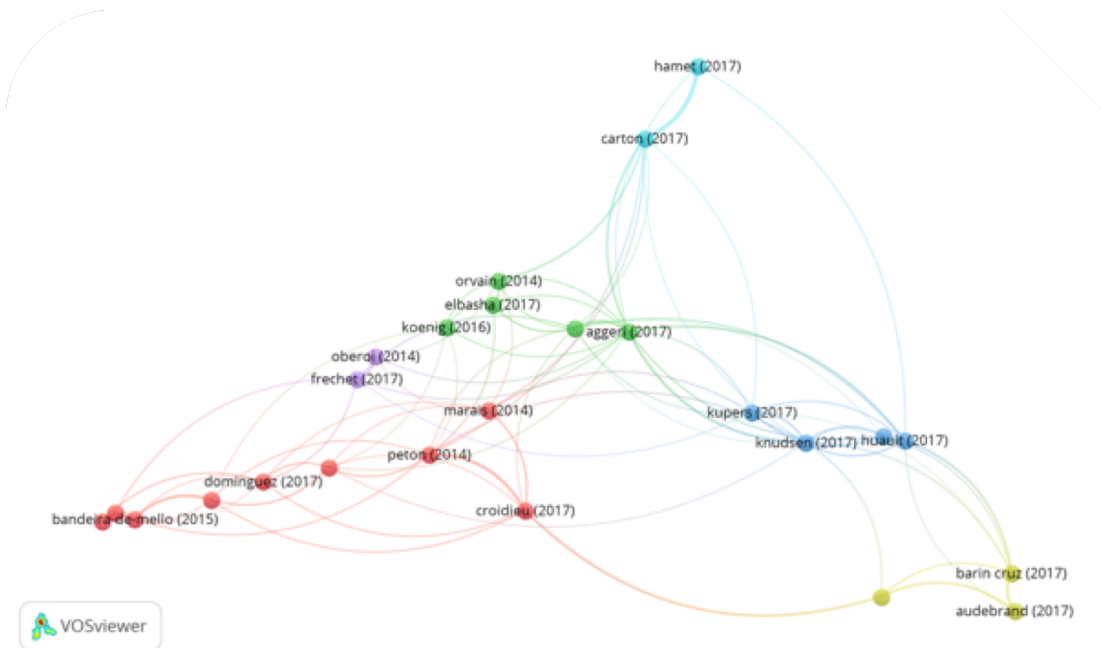 hamet (2017)
carton (2017)
orvain (2014)
elbasha (2017)
koenig (2016)
aggeri (2017)
oberoi (2014)
frechet (2017)
marais (2014)
kupers (2017)
knudsen (2017)
huault (2017)
peton (2014)
dominguez (2017)
croidieu (2017)
bandeira-de-mello (2015)
barin cruz (2017)
audebrand (2017)
VOSviewer